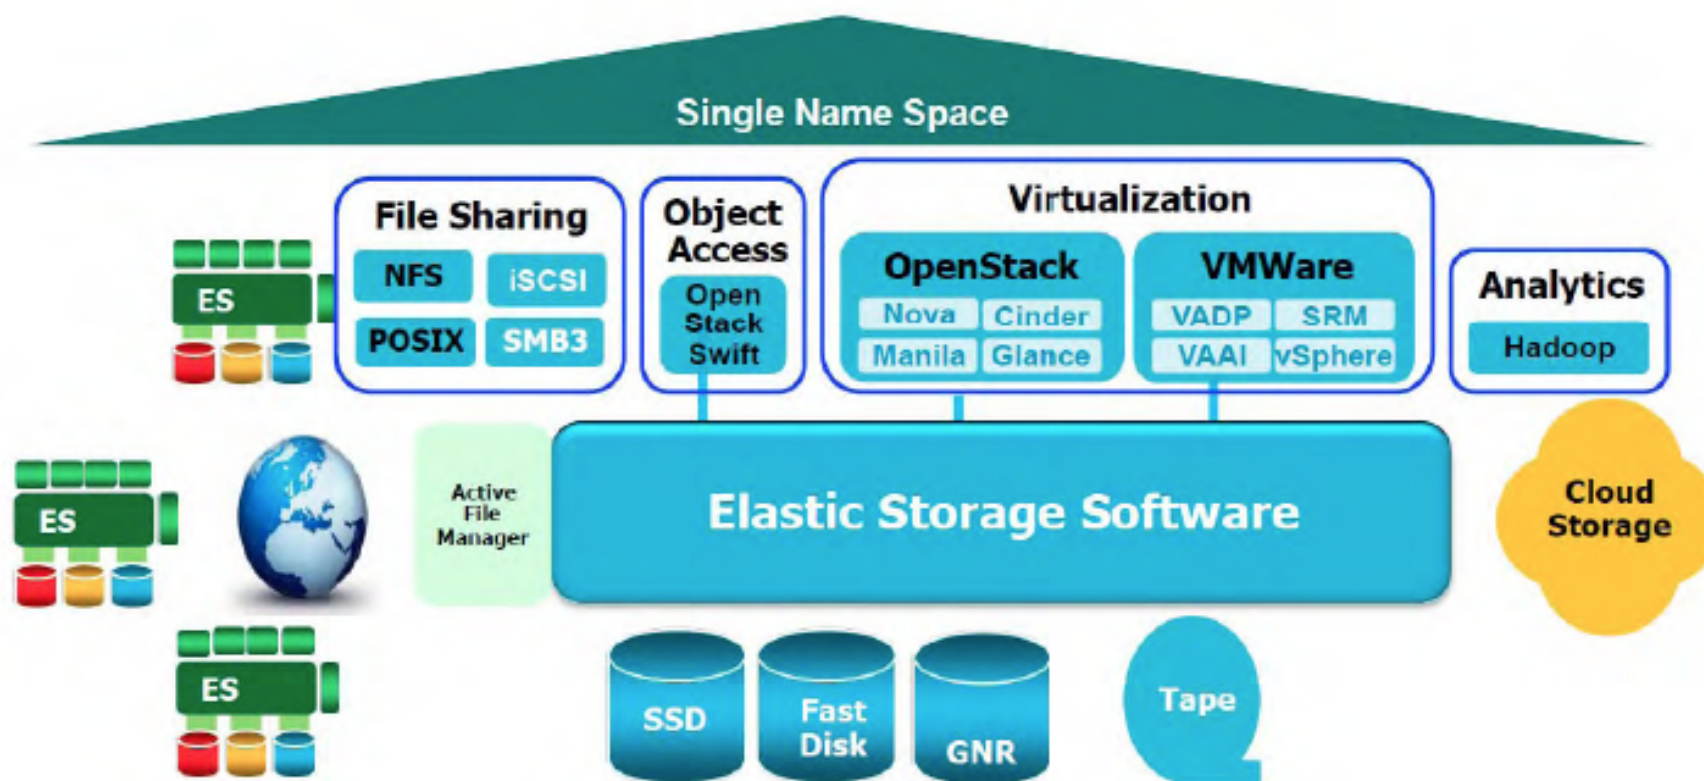 Single Name Space
File Sharing
NFS
iSCSI
POSIX
SMB3
Object
Access
Open
Stack
Swift
Virtualization
OpenStack
Nova
Cinder
Manila
Glance
VMWare
VADP
SRM
VAAI
vSphere
Analytics
Hadoop
ES
ES
Active
File
Manager
Elastic Storage Software
Cloud
Storage
ES
SSD
Fast
Disk
GNR
Tape